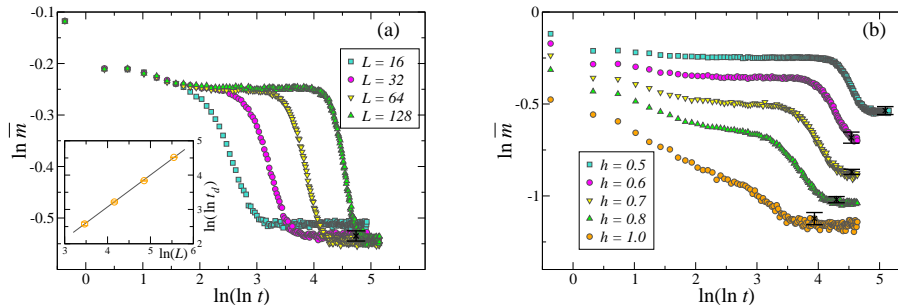 (a)
ln m̅
-0.1
-0.2
-0.3
-0.4
-0.5
L = 16
L = 32
L = 64
L = 128
ln(ln t_d)
5
4
3
2
3 4 5 6
ln(L)
0 1 2 3 4 5
ln(ln t)
(b)
ln m̅
0
-0.5
-1
h = 0.5
h = 0.6
h = 0.7
h = 0.8
h = 1.0
0 1 2 3 4 5
ln(ln t)